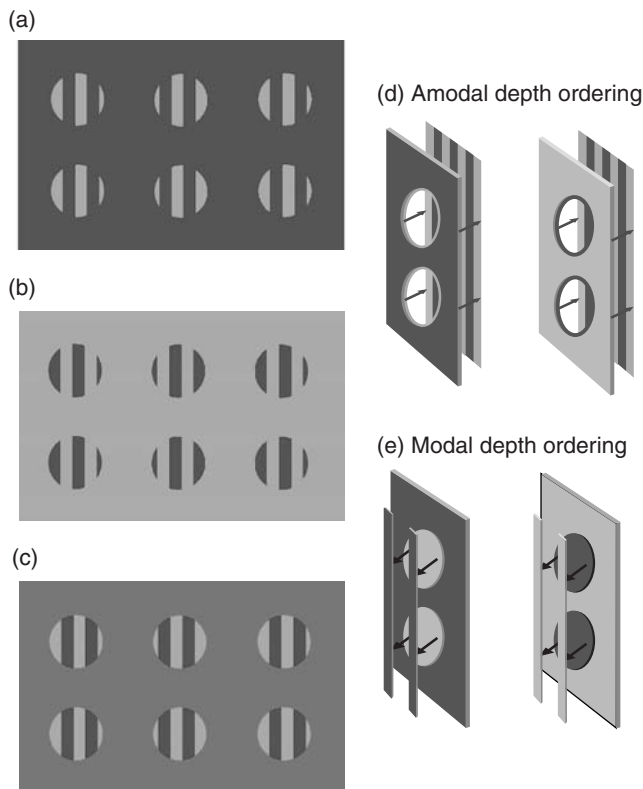 (a)
(b)
(c)
(d) Amodal depth ordering
(e) Modal depth ordering